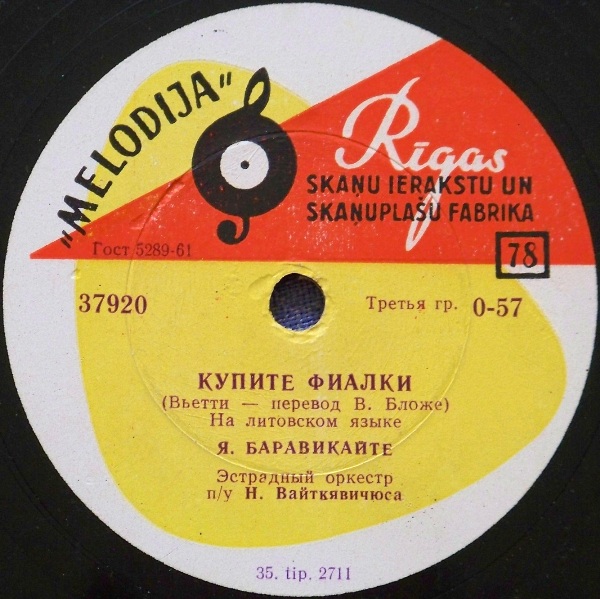 "MELODIJA"
Rīgas
SKAŅU IERAKSTU UN
SKAŅUPLAŠU FABRIKA
Гост 5289-61
78
37920
Третья гр. 0-57
КУПИТЕ ФИАЛКИ
(Вьетти — перевод В. Бложе)
На литовском языке
Я. БАРАВИКАЙТЕ
Эстрадный оркестр
п/у Н. Вайткявичюса
35. tip. 2711